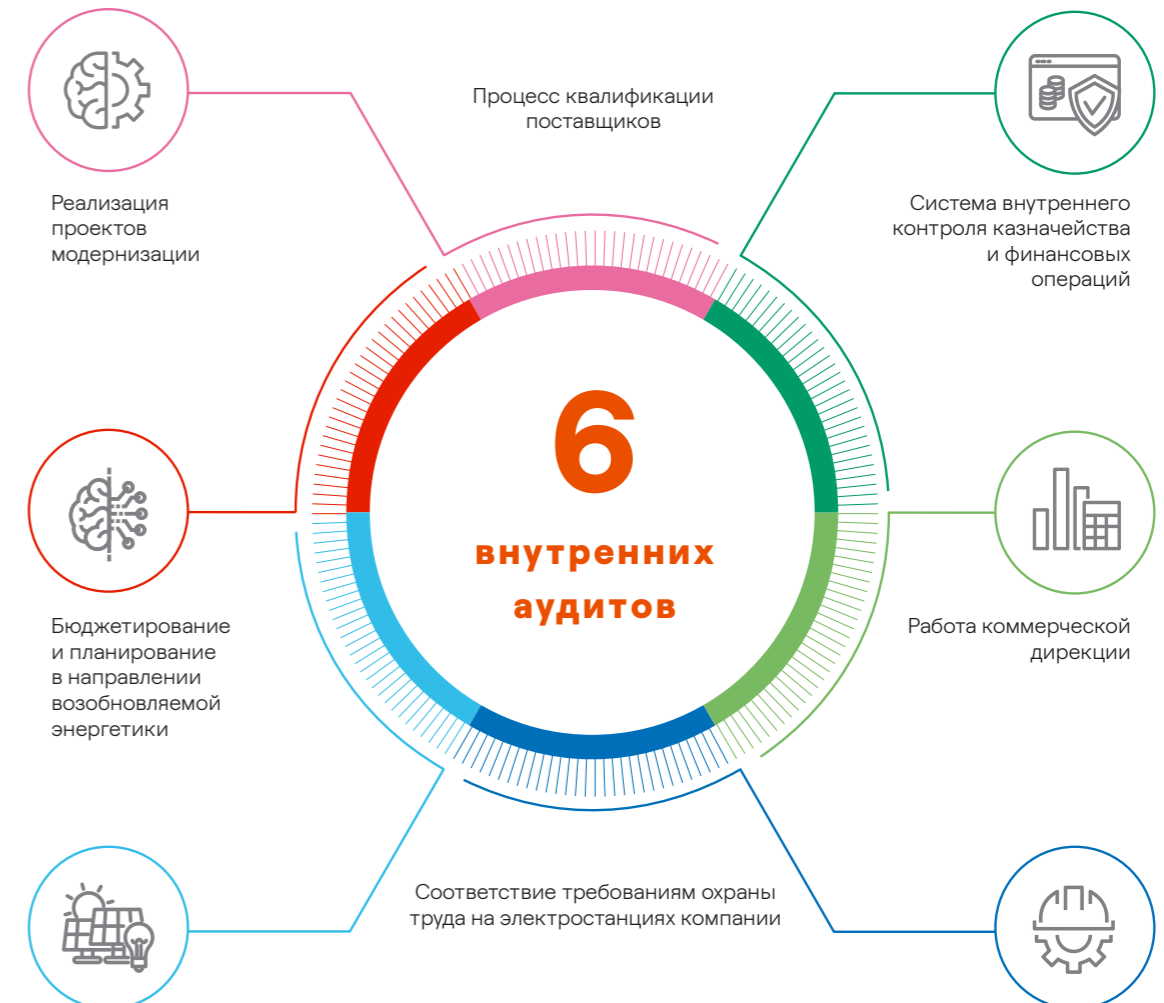 Процесс квалификации
поставщиков
Реализация
проектов
модернизации
Система внутреннего
контроля казначейства
и финансовых
операций
6
внутренних
аудитов
Бюджетирование
и планирование
в направлении
возобновляемой
энергетики
Работа коммерческой
дирекции
Соответствие требованиям охраны
труда на электростанциях компании